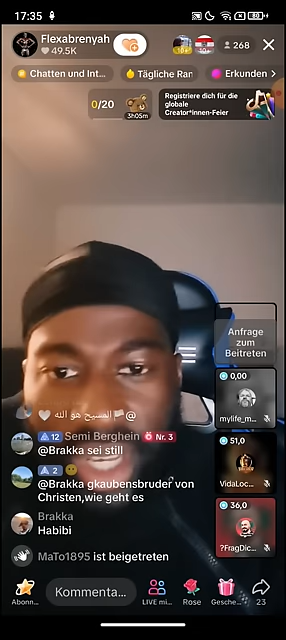 17:35
80
Flexabrenyah
49.5K
10+
268
Chatten und Int...
Tägliche Ran
Erkunden >
0/20
3h05m
Registriere dich für die
globale
Creator*innen-Feier
Anfrage
zum
Beitreten
0,00
mylife_m...
51,0
VidaLoc...
36,0
?FragDic...
@ المسيح هو الله
12 Semi Berghein Nr. 3
@Brakka sei still
2
@Brakka gkaubensbruder von
Christen,wie geht es
Brakka
Habibi
MaTo1895 ist beigetreten
Abonn...
Kommenta...
LIVE mi...
Rose
Gesche...
23